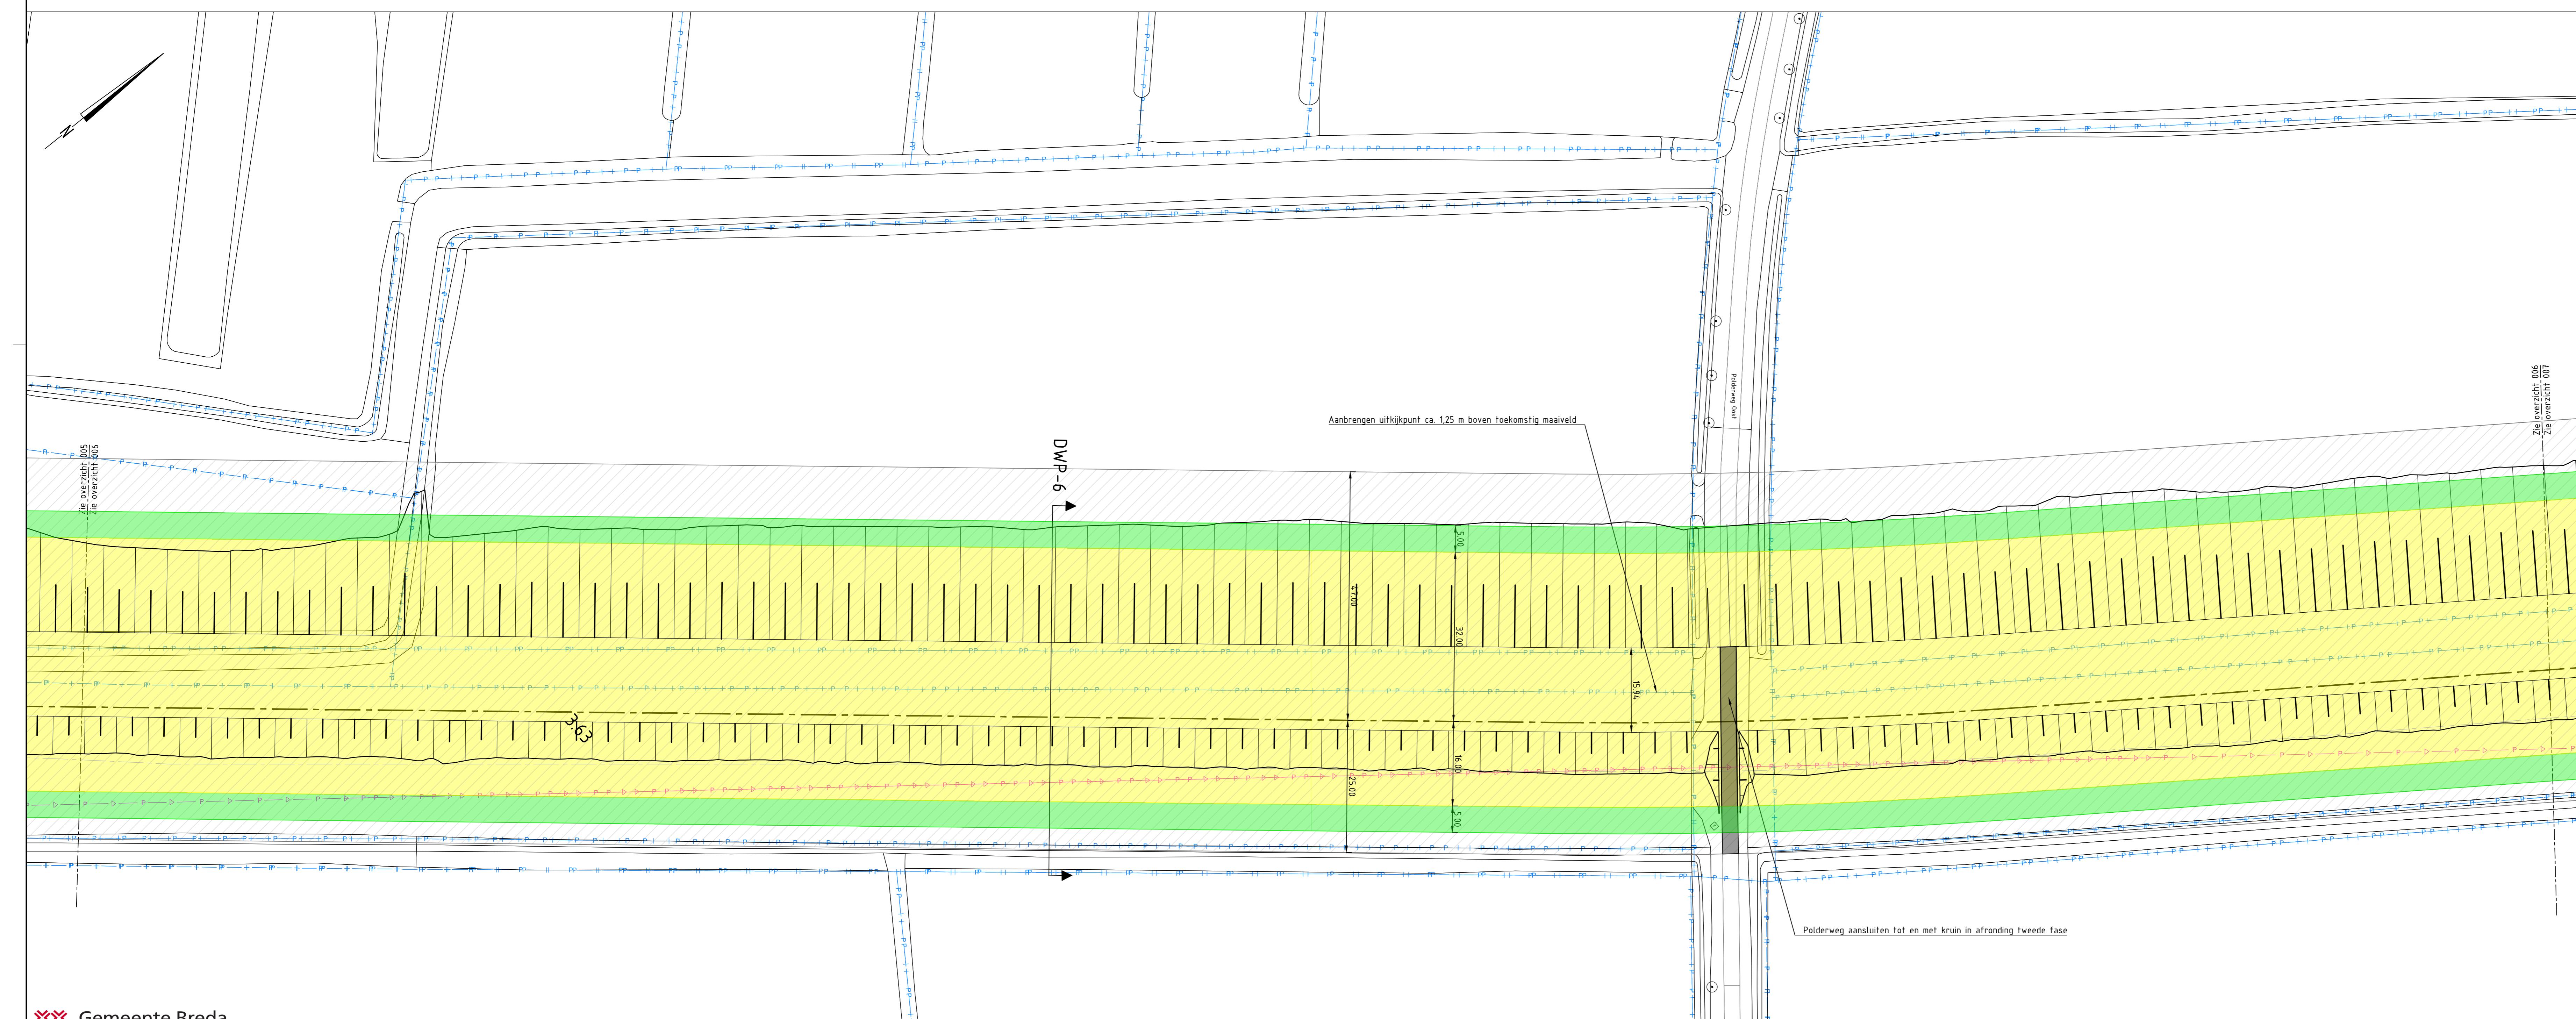 N
Polderweg Oost
Zie overzicht 006
Zie overzicht 007
Aanbrengen uitkijkpunt ca. 1,25 m boven toekomstig maaiveld
Zie overzicht 005
Zie overzicht 006
DWP-6
5.00
47.00
32.00
15.94
3.63
16.00
25.00
5.00
Polderweg aansluiten tot en met kruin in afronding tweede fase
Gemeente Breda